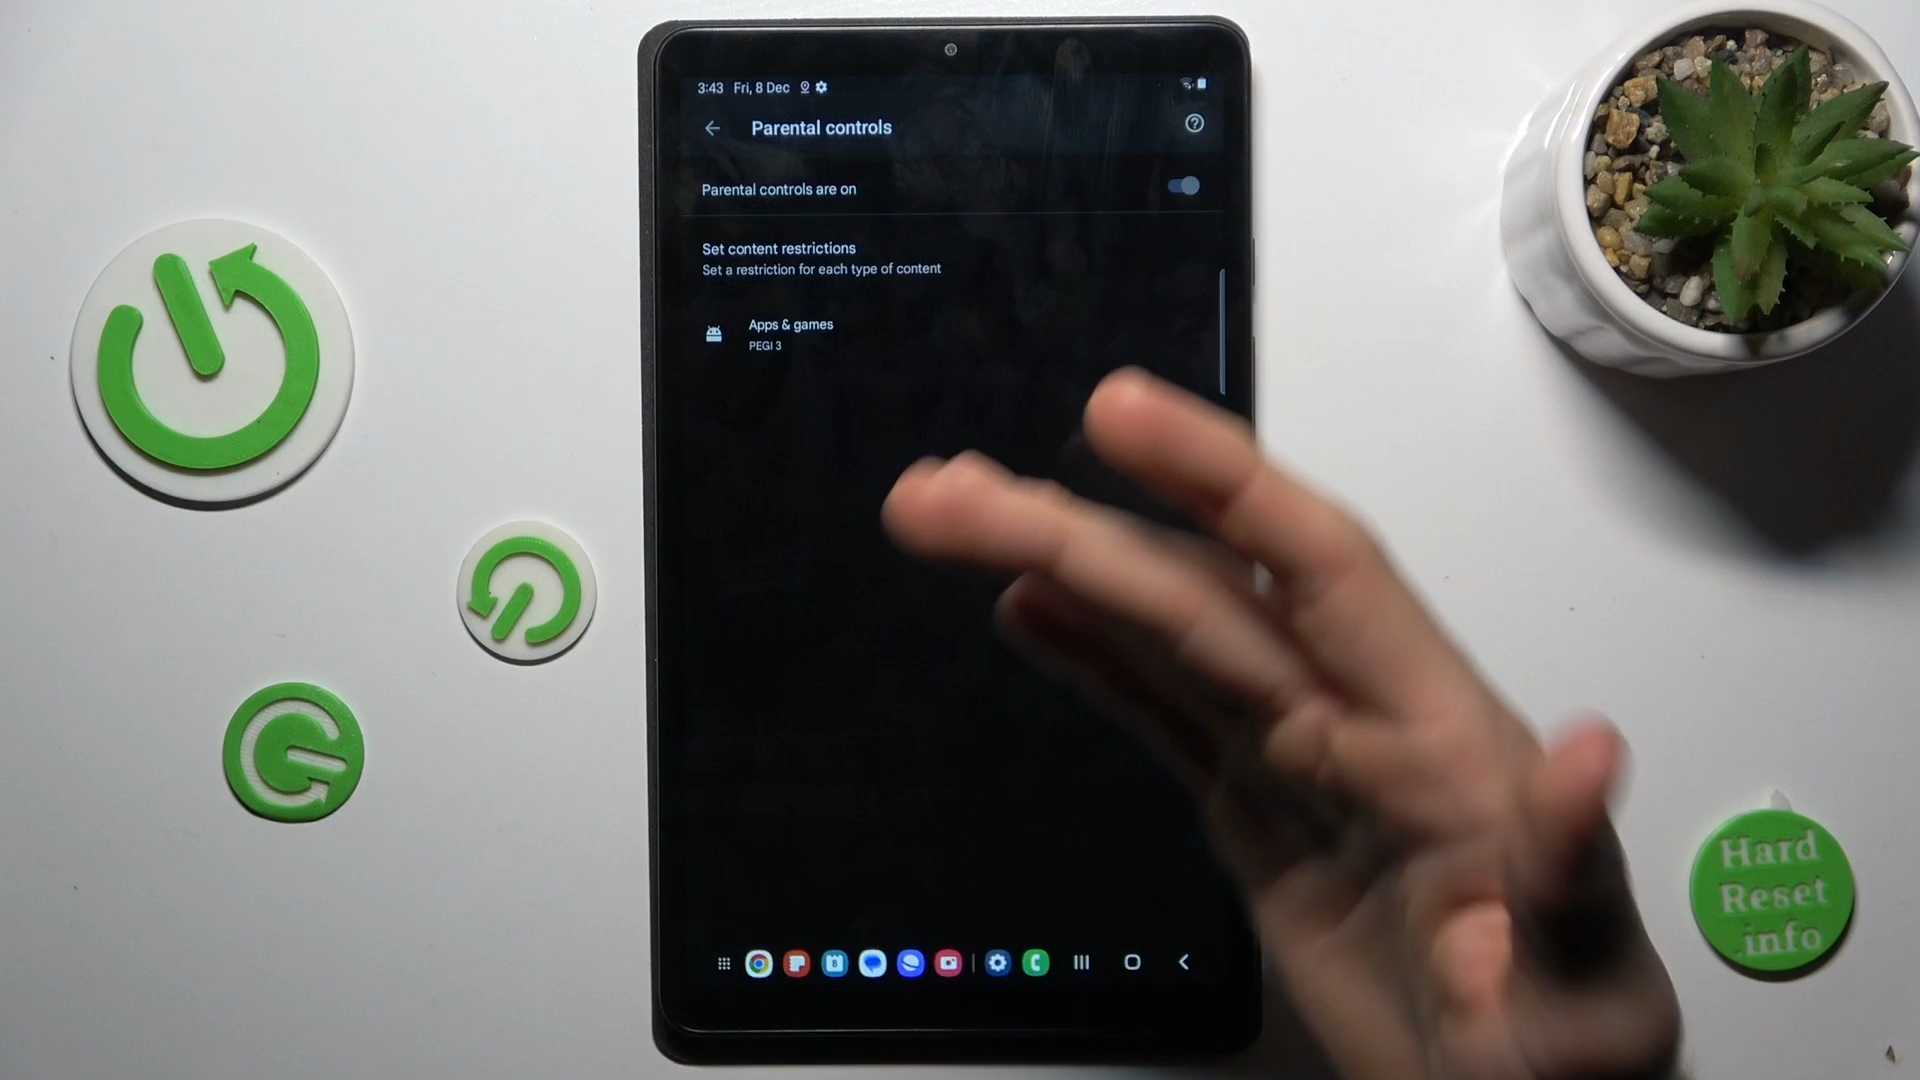 3:43 Fri, 8 Dec
Parental controls
Parental controls are on
Set content restrictions
Set a restriction for each type of content
Apps & games
PEGI 3
8
Hard
Reset
.info